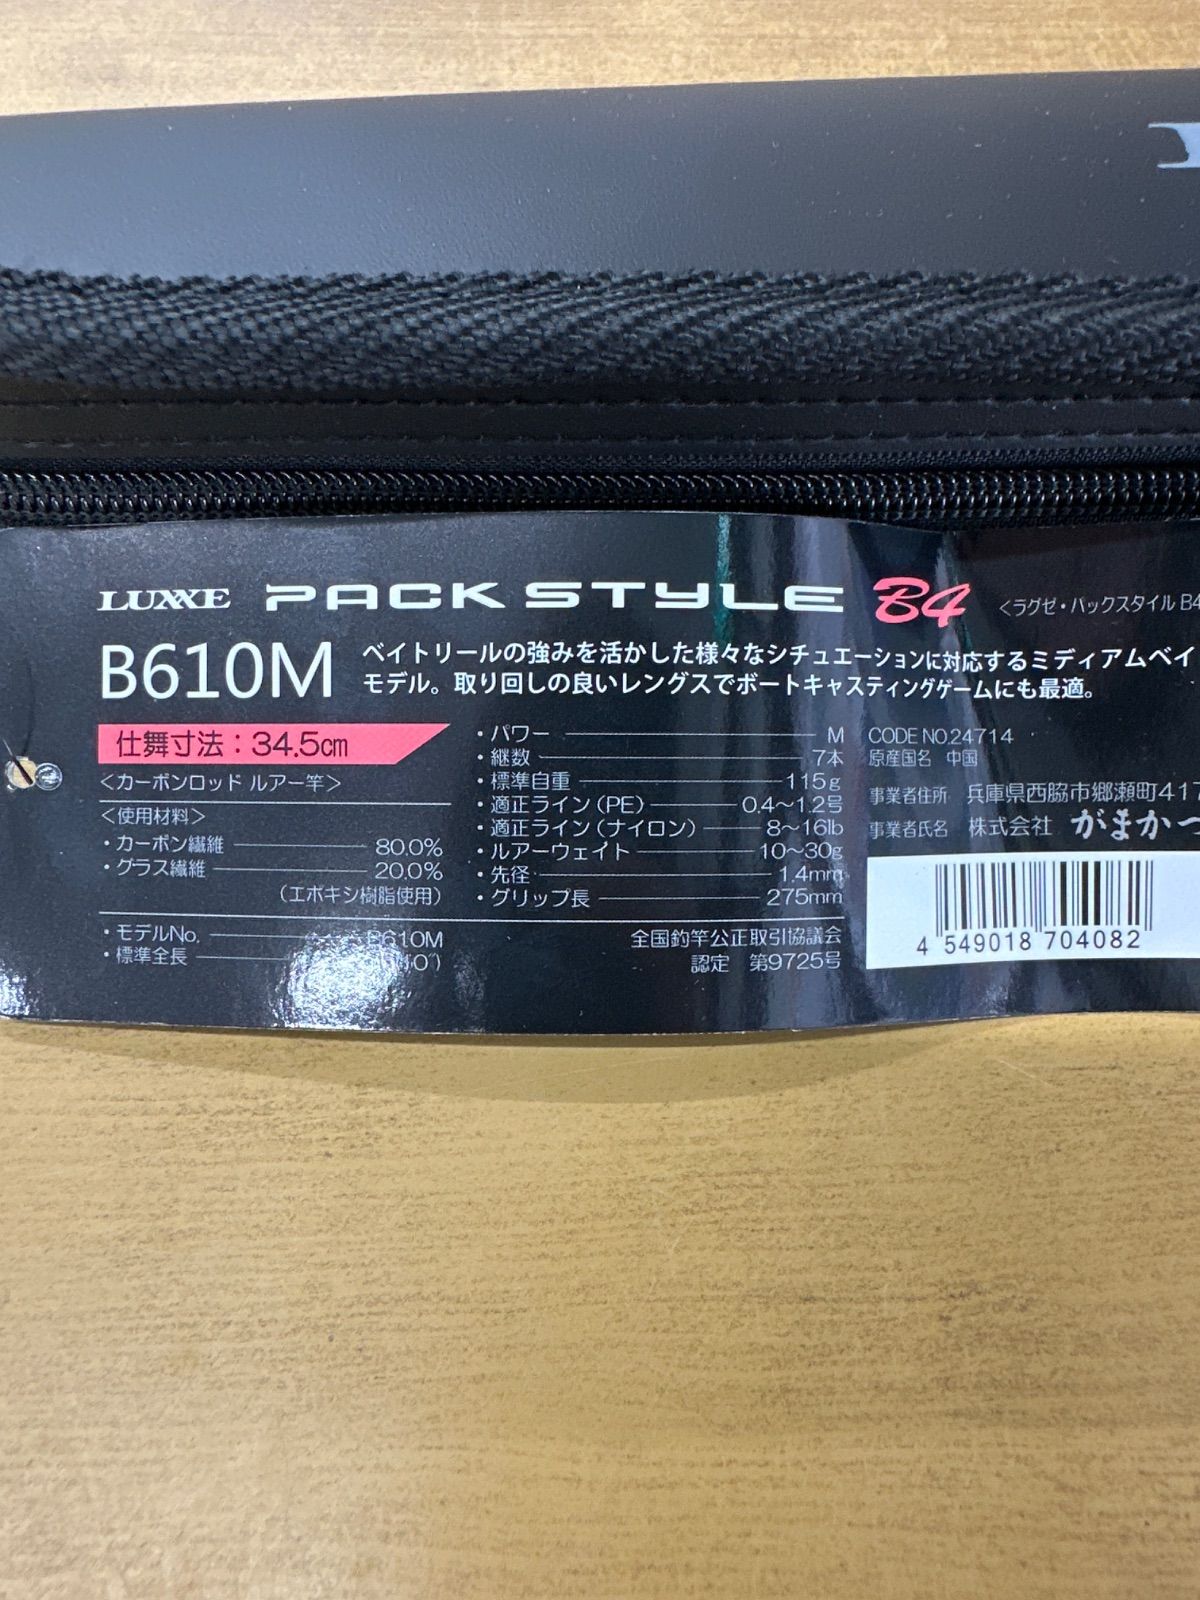 LUXXE PACK STYLE B4 <ラグゼ・パックスタイル B4
B610M
ベイトリールの強みを活かした様々なシチュエーションに対応するミディアムベイ
モデル。取り回しの良いレングスでボートキャスティングゲームにも最適。
仕舞寸法：34.5cm
<カーボンロッド ルアー竿>
<使用材料>
・カーボン繊維 80.0%
・グラス繊維 20.0%
(エポキシ樹脂使用)
・モデルNo. B610M
・標準全長
・パワー M
・継数 7本
・標準自重 115g
・適正ライン(PE) 0.4〜1.2号
・適正ライン(ナイロン) 8〜16lb
・ルアーウェイト 10〜30g
・先径 1.4mm
・グリップ長 275mm
全国釣竿公正取引協議会
認定 第9725号
CODE NO.24714
原産国名 中国
事業者住所 兵庫県西脇市郷瀬町417
事業者氏名 株式会社 がまかつ
4 549018 704082